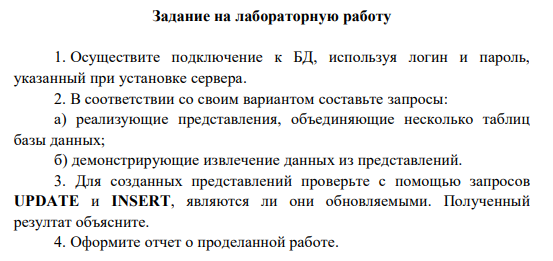 Задание на лабораторную работу
1. Осуществите подключение к БД, используя логин и пароль,
указанный при установке сервера.
2. В соответствии со своим вариантом составьте запросы:
а) реализующие представления, объединяющие несколько таблиц
базы данных;
б) демонстрирующие извлечение данных из представлений.
3. Для созданных представлений проверьте с помощью запросов
UPDATE и INSERT, являются ли они обновляемыми. Полученный
резултат объясните.
4. Оформите отчет о проделанной работе.